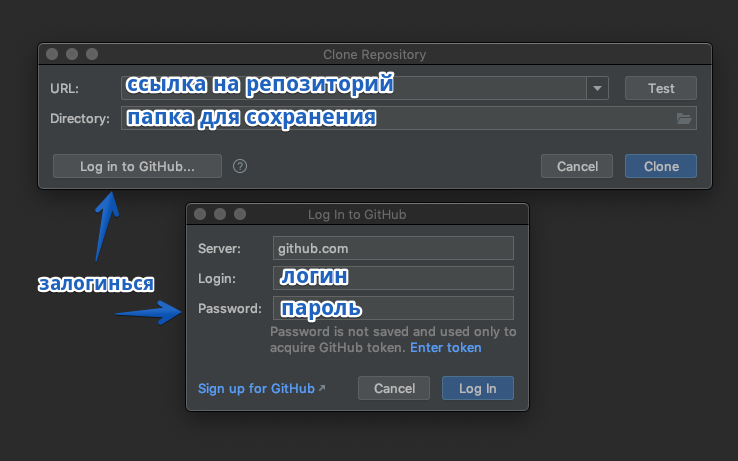 Clone Repository
URL: ссылка на репозиторий Test
Directory: папка для сохранения
Log in to GitHub... ? Cancel Clone
Log In to GitHub
Server: github.com
залогинься
Login: логин
Password: пароль
Password is not saved and used only to
acquire GitHub token. Enter token
Sign up for GitHub ↗ Cancel Log In